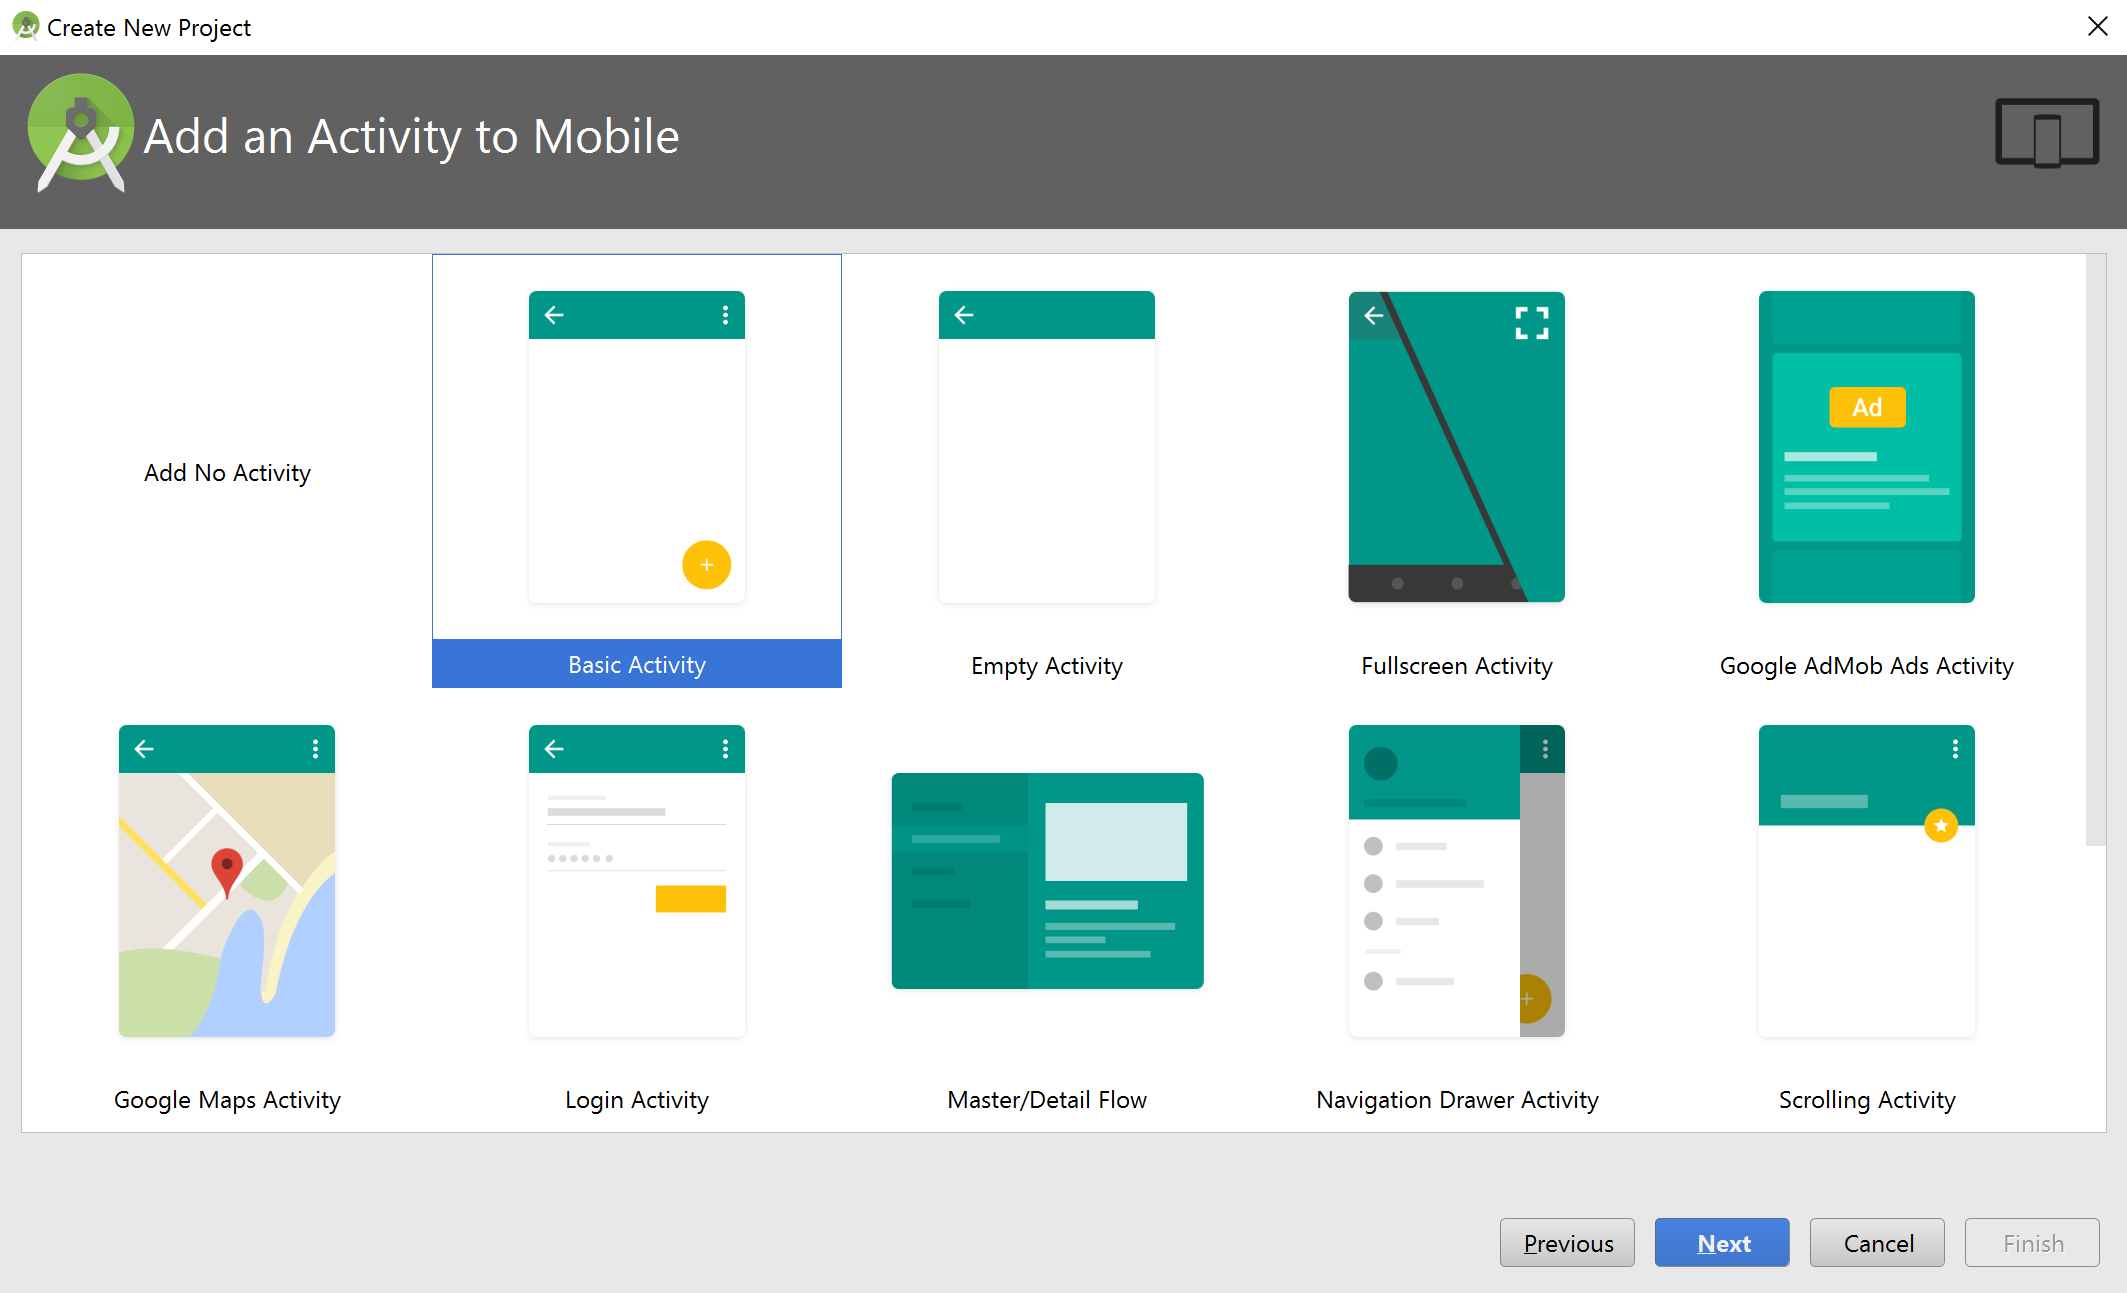 Create New Project
Add an Activity to Mobile
Ad
Add No Activity
Basic Activity
Empty Activity
Fullscreen Activity
Google AdMob Ads Activity
Google Maps Activity
Login Activity
Master/Detail Flow
Navigation Drawer Activity
Scrolling Activity
Previous
Next
Cancel
Finish